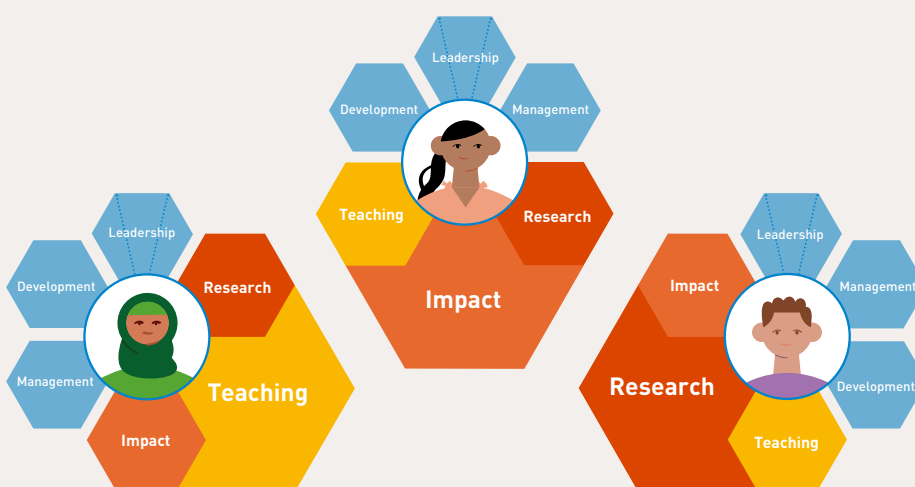 Leadership
Development
Management
Teaching
Research
Impact
Leadership
Development
Research
Management
Teaching
Impact
Leadership
Impact
Management
Research
Development
Teaching